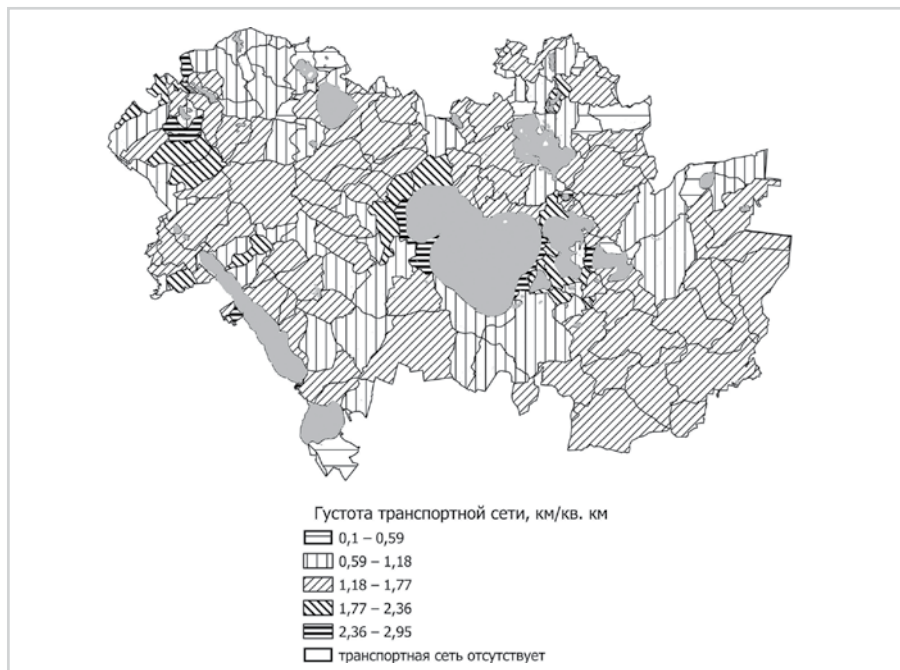 Густота транспортной сети, км/кв. км
0,1 – 0,59
0,59 – 1,18
1,18 – 1,77
1,77 – 2,36
2,36 – 2,95
транспортная сеть отсутствует